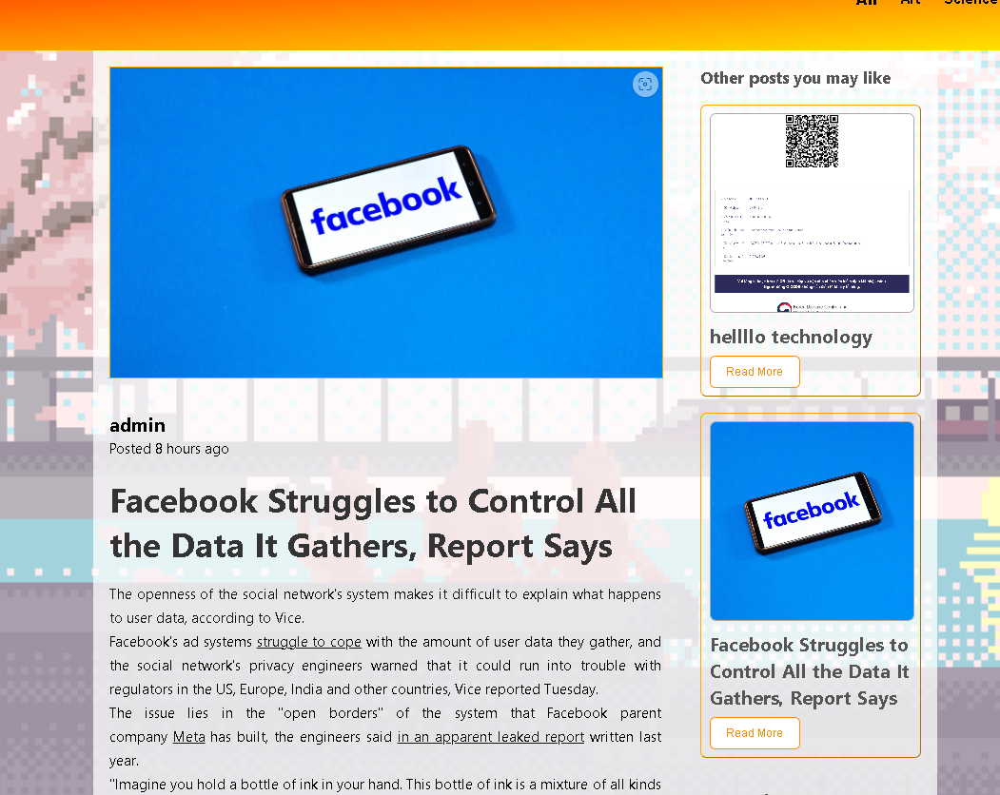 All Art Science
facebook
admin
Posted 8 hours ago
Facebook Struggles to Control All
the Data It Gathers, Report Says
The openness of the social network's system makes it difficult to explain what happens
to user data, according to Vice.
Facebook's ad systems struggle to cope with the amount of user data they gather, and
the social network's privacy engineers warned that it could run into trouble with
regulators in the US, Europe, India and other countries, Vice reported Tuesday.
The issue lies in the "open borders" of the system that Facebook parent
company Meta has built, the engineers said in an apparent leaked report written last
year.
"Imagine you hold a bottle of ink in your hand. This bottle of ink is a mixture of all kinds
Other posts you may like
hellllo technology
Read More
facebook
Facebook Struggles to
Control All the Data It
Gathers, Report Says
Read More